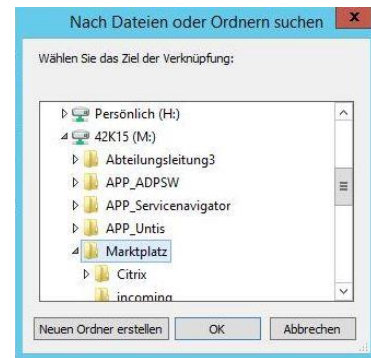 Nach Dateien oder Ordnern suchen
x
Wählen Sie das Ziel der Verknüpfung:
Persönlich (H:)
42K15 (M:)
Abteilungsleitung3
APP_ADPSW
APP_Servicenavigator
APP_Untis
Marktplatz
Citrix
incoming
Neuen Ordner erstellen OK Abbrechen